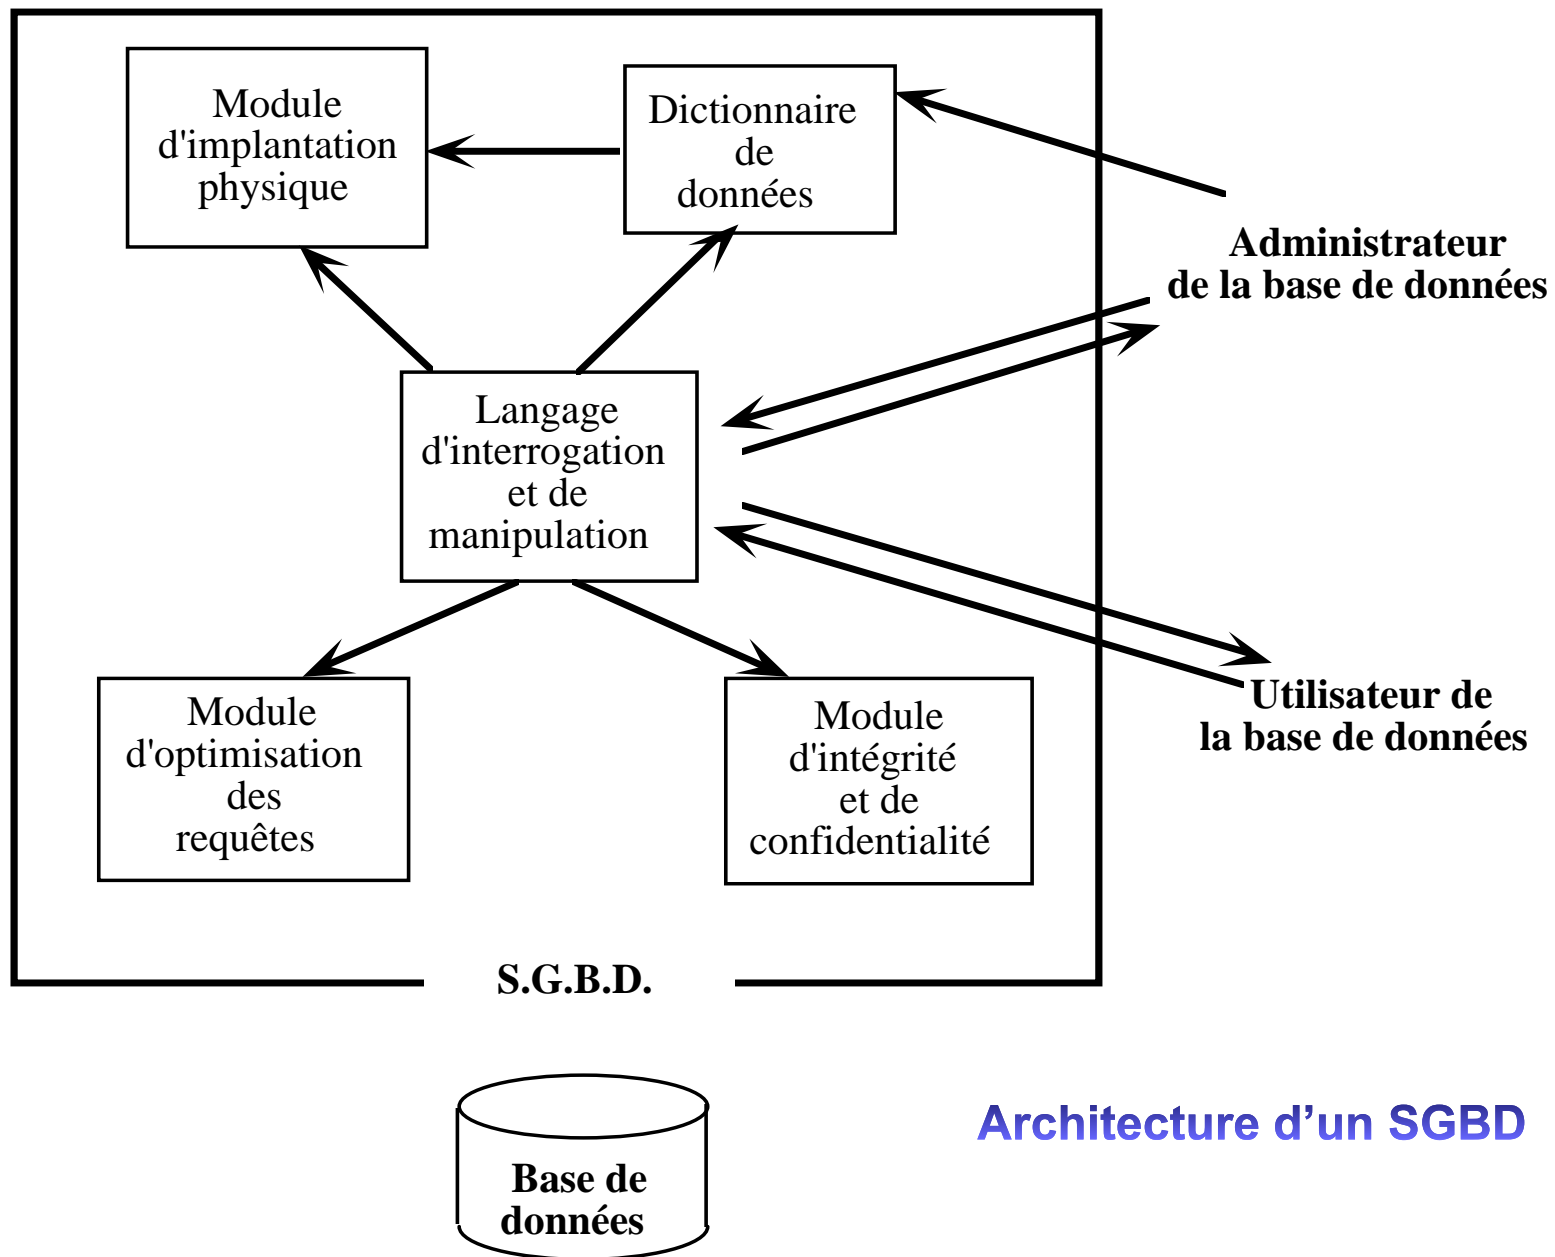 Module
d'implantation
physique
Dictionnaire
de
données
Administrateur
de la base de données
Langage
d'interrogation
et de
manipulation
Module
d'optimisation
des
requêtes
Module
d'intégrité
et de
confidentialité
Utilisateur de
la base de données
S.G.B.D.
Base de
données
Architecture d’un SGBD